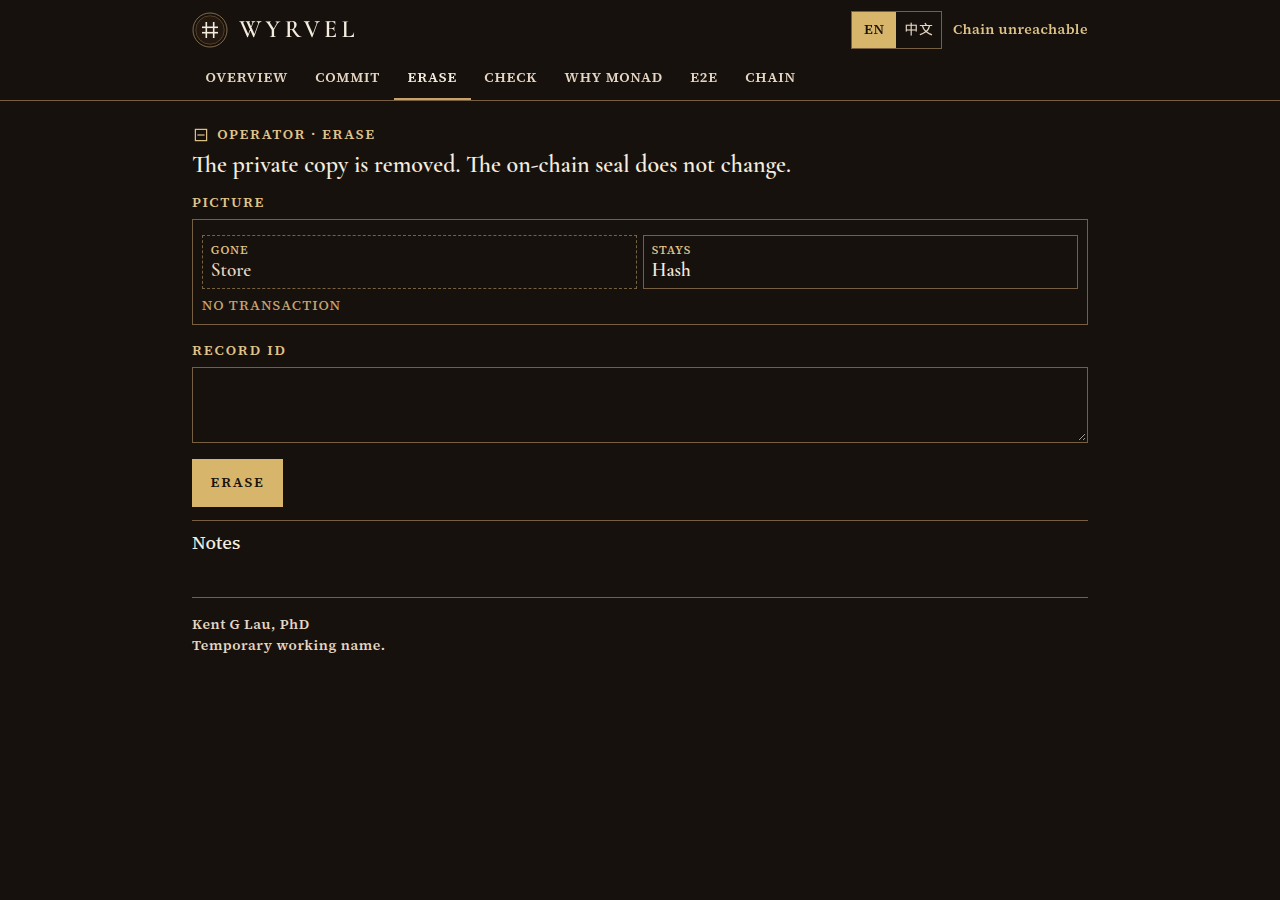 WYRVEL
EN 中文 Chain unreachable
OVERVIEW COMMIT ERASE CHECK WHY MONAD E2E CHAIN
OPERATOR · ERASE
The private copy is removed. The on-chain seal does not change.
PICTURE
GONE
Store
STAYS
Hash
NO TRANSACTION
RECORD ID
ERASE
Notes
Kent G Lau, PhD
Temporary working name.